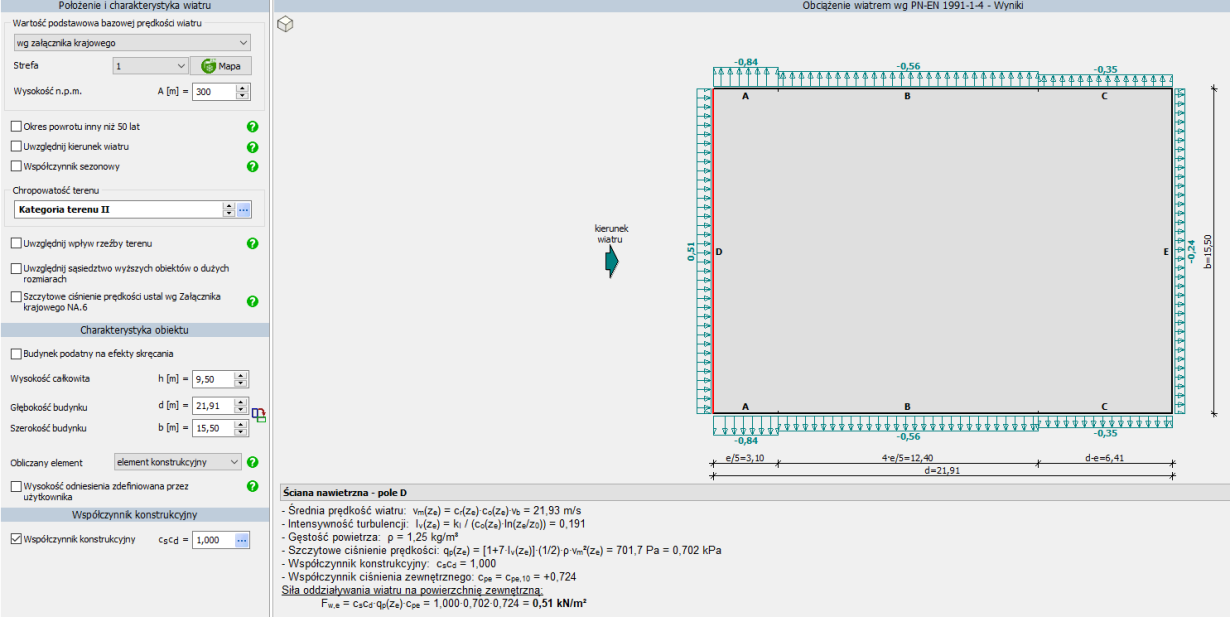 Położenie i charakterystyka wiatru
Wartość podstawowa bazowej prędkości wiatru
wg załącznika krajowego
Strefa
1
Mapa
Wysokość n.p.m.
A [m] =
300
Okres powrotu inny niż 50 lat
Uwzględnij kierunek wiatru
Współczynnik sezonowy
Chropowatość terenu
Kategoria terenu II
Uwzględnij wpływ rzeźby terenu
Uwzględnij sąsiedztwo wyższych obiektów o dużych
rozmiarach
Szczytowe ciśnienie prędkości ustal wg Załącznika
krajowego NA.6
Charakterystyka obiektu
Budynek podatny na efekty skręcania
Wysokość całkowita
h [m] =
9,50
Głębokość budynku
d [m] =
21,91
Szerokość budynku
b [m] =
15,50
Obliczany element
element konstrukcyjny
Wysokość odniesienia zdefiniowana przez
użytkownika
Współczynnik konstrukcyjny
Współczynnik konstrukcyjny
cscd =
1,000
Obciążenie wiatrem wg PN-EN 1991-1-4 - Wyniki
-0,84
-0,56
-0,35
A
B
C
kierunek
wiatru
0,51
D
E
-0,24
b=15,50
A
B
C
-0,84
-0,56
-0,35
e/5=3,10
4·e/5=12,40
d-e=6,41
d=21,91
Ściana nawietrzna - pole D
- Średnia prędkość wiatru: vm(ze) = cr(ze)·co(ze)·vb = 21,93 m/s
- Intensywność turbulencji: Iv(ze) = kI / (co(ze)·ln(ze/z0)) = 0,191
- Gęstość powietrza: ρ = 1,25 kg/m³
- Szczytowe ciśnienie prędkości: qp(ze) = [1+7·Iv(ze)]·(1/2)·ρ·vm²(ze) = 701,7 Pa = 0,702 kPa
- Współczynnik konstrukcyjny: cscd = 1,000
- Współczynnik ciśnienia zewnętrznego: cpe = cpe,10 = +0,724
Siła oddziaływania wiatru na powierzchnię zewnętrzną:
Fw,e = cscd·qp(ze)·cpe = 1,000·0,702·0,724 = 0,51 kN/m²